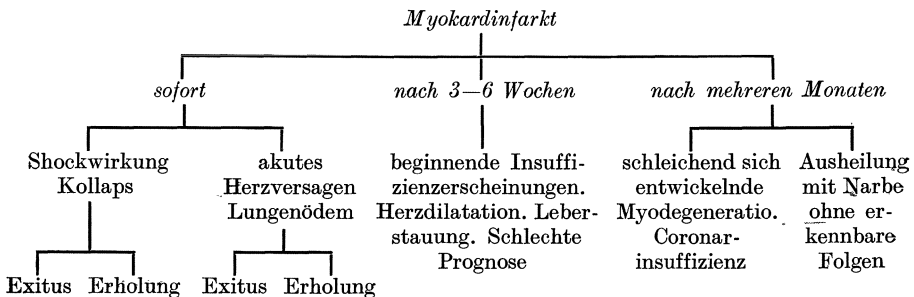 Myokardinfarkt
sofort
nach 3—6 Wochen
nach mehreren Monaten
Shockwirkung
Kollaps
akutes
Herzversagen
Lungenödem
beginnende Insuffi-
zienzerscheinungen.
Herzdilatation. Leber-
stauung. Schlechte
Prognose
schleichend sich
entwickelnde
Myodegeneratio.
Coronar-
insuffizienz
Ausheilung
mit Narbe
ohne er-
kennbare
Folgen
Exitus Erholung
Exitus Erholung